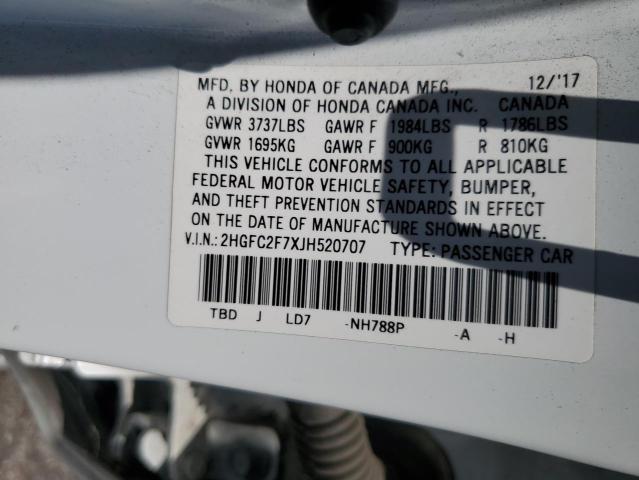 MFD. BY HONDA OF CANADA MFG., 12/'17
A DIVISION OF HONDA CANADA INC. CANADA
GVWR 3737LBS GAWR F 1984LBS R 1786LBS
GVWR 1695KG GAWR F 900KG R 810KG
THIS VEHICLE CONFORMS TO ALL APPLICABLE
FEDERAL MOTOR VEHICLE SAFETY, BUMPER,
AND THEFT PREVENTION STANDARDS IN EFFECT
ON THE DATE OF MANUFACTURE SHOWN ABOVE.
V.I.N.: 2HGFC2F7XJH520707 TYPE: PASSENGER CAR
TBD J LD7 -NH788P -A -H